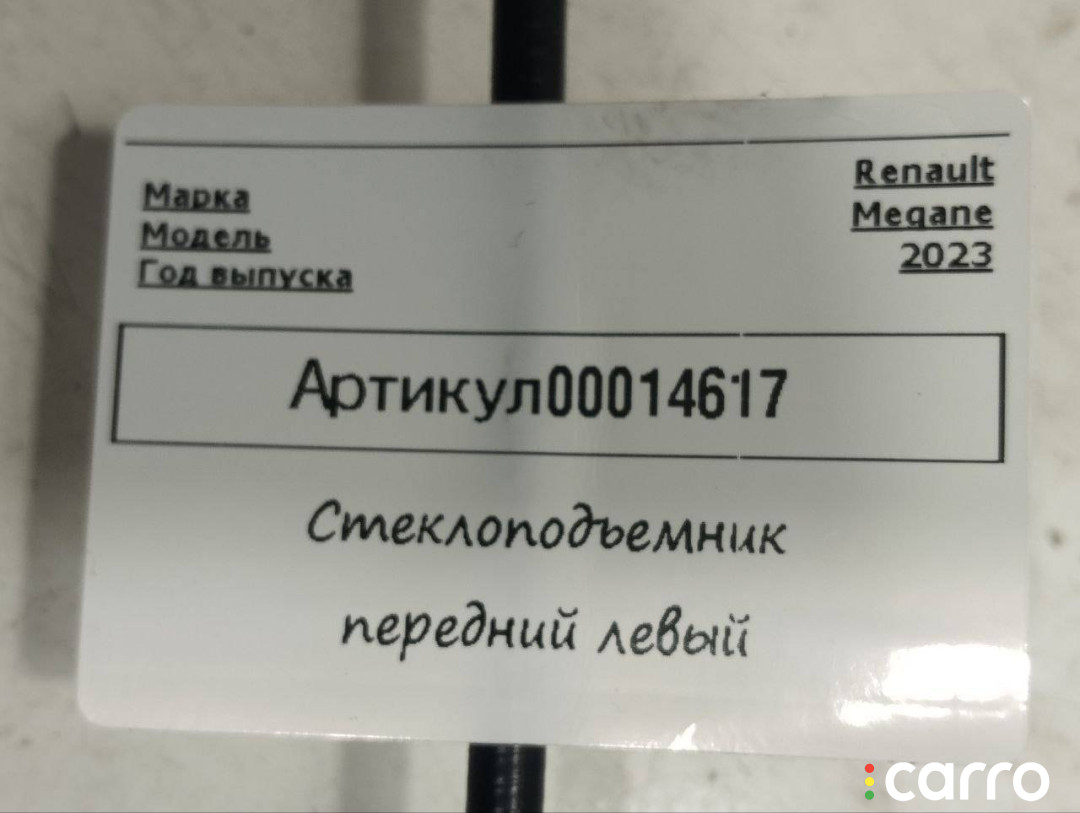 Марка Renault
Модель Megane
Год выпуска 2023
Артикул00014617
Стеклоподъемник
передний левый
carro